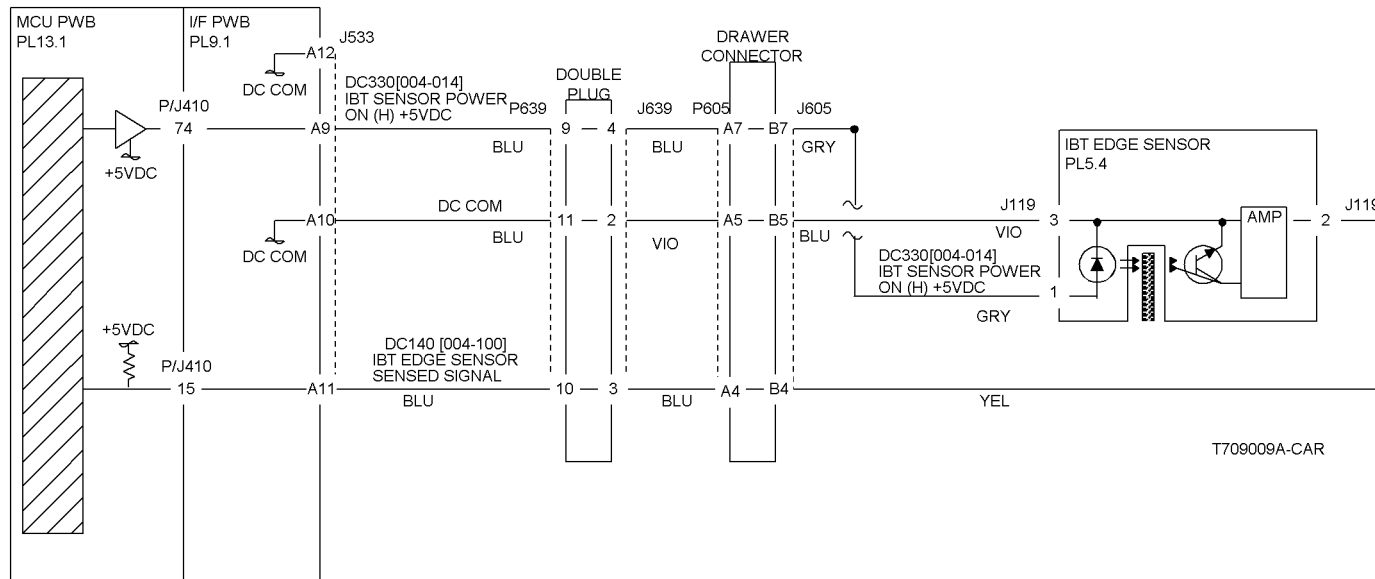 MCU PWB
PL13.1
I/F PWB
PL9.1
A12
J533
DC COM
DC330[004-014]
IBT SENSOR POWER
ON (H) +5VDC
DOUBLE
PLUG
DRAWER
CONNECTOR
P/J410
P639
J639
P605
J605
74
A9
9
4
A7
B7
BLU
BLU
GRY
+5VDC
IBT EDGE SENSOR
PL5.4
A10
DC COM
11
2
A5
B5
J119
3
AMP
2
J119
DC COM
BLU
VIO
BLU
VIO
DC330[004-014]
IBT SENSOR POWER
ON (H) +5VDC
1
GRY
+5VDC
P/J410
DC140 [004-100]
IBT EDGE SENSOR
SENSED SIGNAL
15
A11
10
3
A4
B4
BLU
BLU
YEL
T709009A-CAR